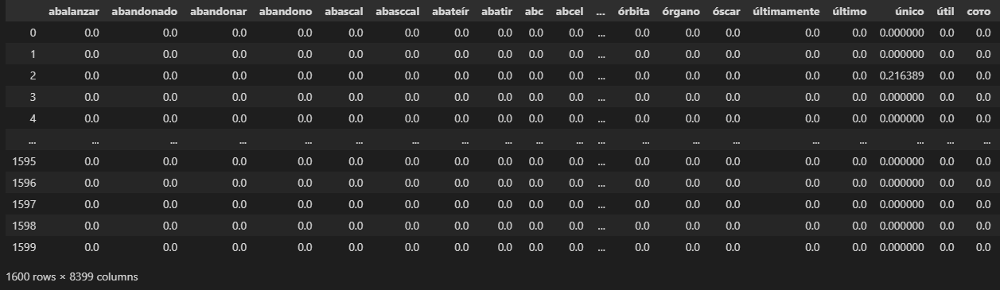 abalanzar abandonado abandonar abandono abascal abasccal abateír abatir abc abcel ... órbita órgano óscar últimamente último único útil сото
0 0.0 0.0 0.0 0.0 0.0 0.0 0.0 0.0 0.0 0.0 ... 0.0 0.0 0.0 0.0 0.0 0.000000 0.0 0.0
1 0.0 0.0 0.0 0.0 0.0 0.0 0.0 0.0 0.0 0.0 ... 0.0 0.0 0.0 0.0 0.0 0.000000 0.0 0.0
2 0.0 0.0 0.0 0.0 0.0 0.0 0.0 0.0 0.0 0.0 ... 0.0 0.0 0.0 0.0 0.0 0.216389 0.0 0.0
3 0.0 0.0 0.0 0.0 0.0 0.0 0.0 0.0 0.0 0.0 ... 0.0 0.0 0.0 0.0 0.0 0.000000 0.0 0.0
4 0.0 0.0 0.0 0.0 0.0 0.0 0.0 0.0 0.0 0.0 ... 0.0 0.0 0.0 0.0 0.0 0.000000 0.0 0.0
... ... ... ... ... ... ... ... ... ... ... ... ... ... ... ... ... ... ... ...
1595 0.0 0.0 0.0 0.0 0.0 0.0 0.0 0.0 0.0 0.0 ... 0.0 0.0 0.0 0.0 0.0 0.000000 0.0 0.0
1596 0.0 0.0 0.0 0.0 0.0 0.0 0.0 0.0 0.0 0.0 ... 0.0 0.0 0.0 0.0 0.0 0.000000 0.0 0.0
1597 0.0 0.0 0.0 0.0 0.0 0.0 0.0 0.0 0.0 0.0 ... 0.0 0.0 0.0 0.0 0.0 0.000000 0.0 0.0
1598 0.0 0.0 0.0 0.0 0.0 0.0 0.0 0.0 0.0 0.0 ... 0.0 0.0 0.0 0.0 0.0 0.000000 0.0 0.0
1599 0.0 0.0 0.0 0.0 0.0 0.0 0.0 0.0 0.0 0.0 ... 0.0 0.0 0.0 0.0 0.0 0.000000 0.0 0.0
1600 rows × 8399 columns